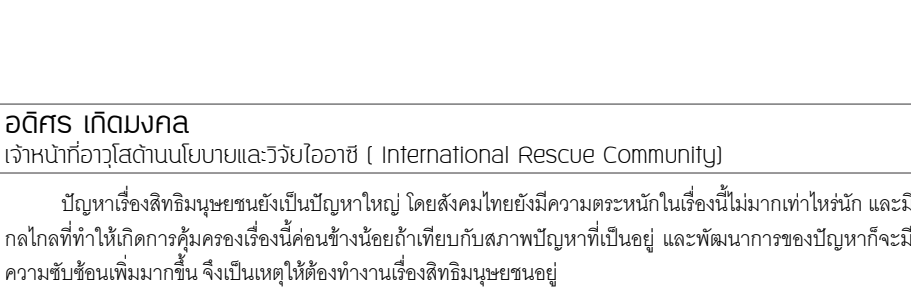 อดิศร เกิดมงคล
เจ้าหน้าที่อาวุโสด้านนโยบายและวิจัยไออาซี ( International Rescue Community)
ปัญหาเรื่องสิทธิมนุษยชนยังเป็นปัญหาใหญ่ โดยสังคมไทยยังมีความตระหนักในเรื่องนี้ไม่มากเท่าไหร่นัก และมี
กลไกลที่ทำให้เกิดการคุ้มครองเรื่องนี้ค่อนข้างน้อยถ้าเทียบกับสภาพปัญหาที่เป็นอยู่ และพัฒนาการของปัญหาก็จะมี
ความซับซ้อนเพิ่มมากขึ้น จึงเป็นเหตุให้ต้องทำงานเรื่องสิทธิมนุษยชนอยู่